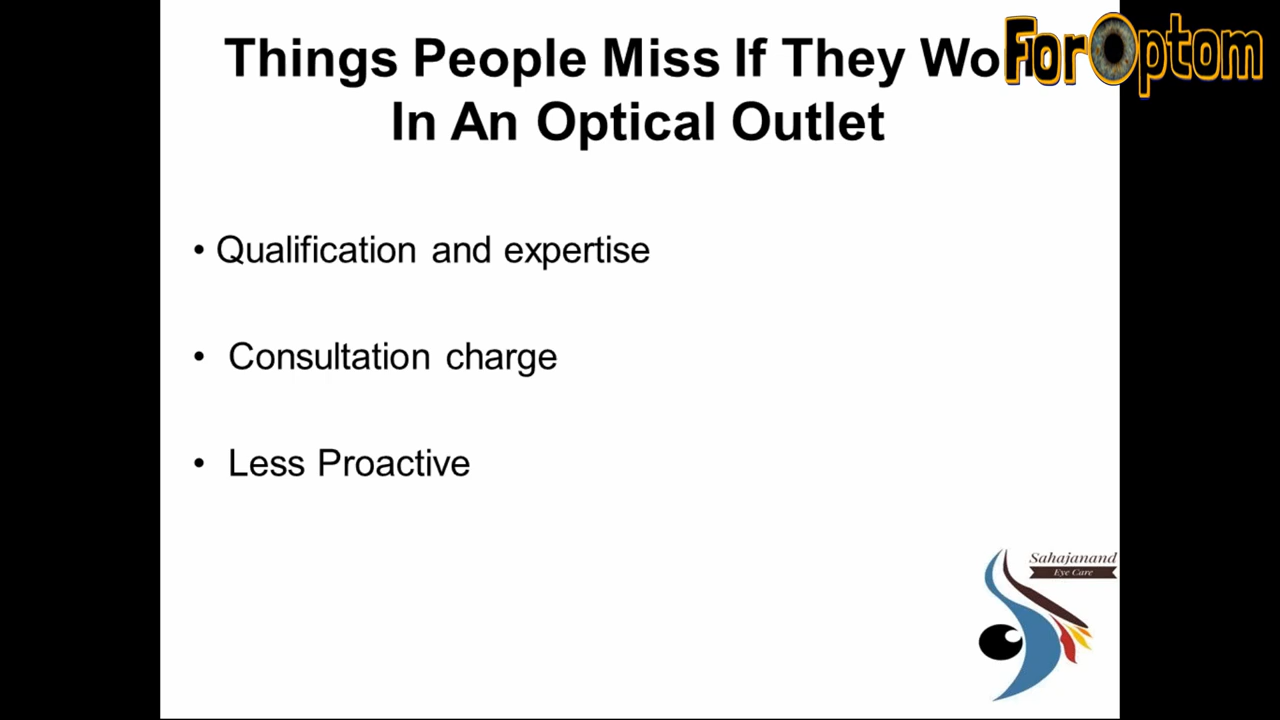 Things People Miss If They Wo
In An Optical Outlet
ForOptom
• Qualification and expertise
• Consultation charge
• Less Proactive
Sahajanand
Eye Care